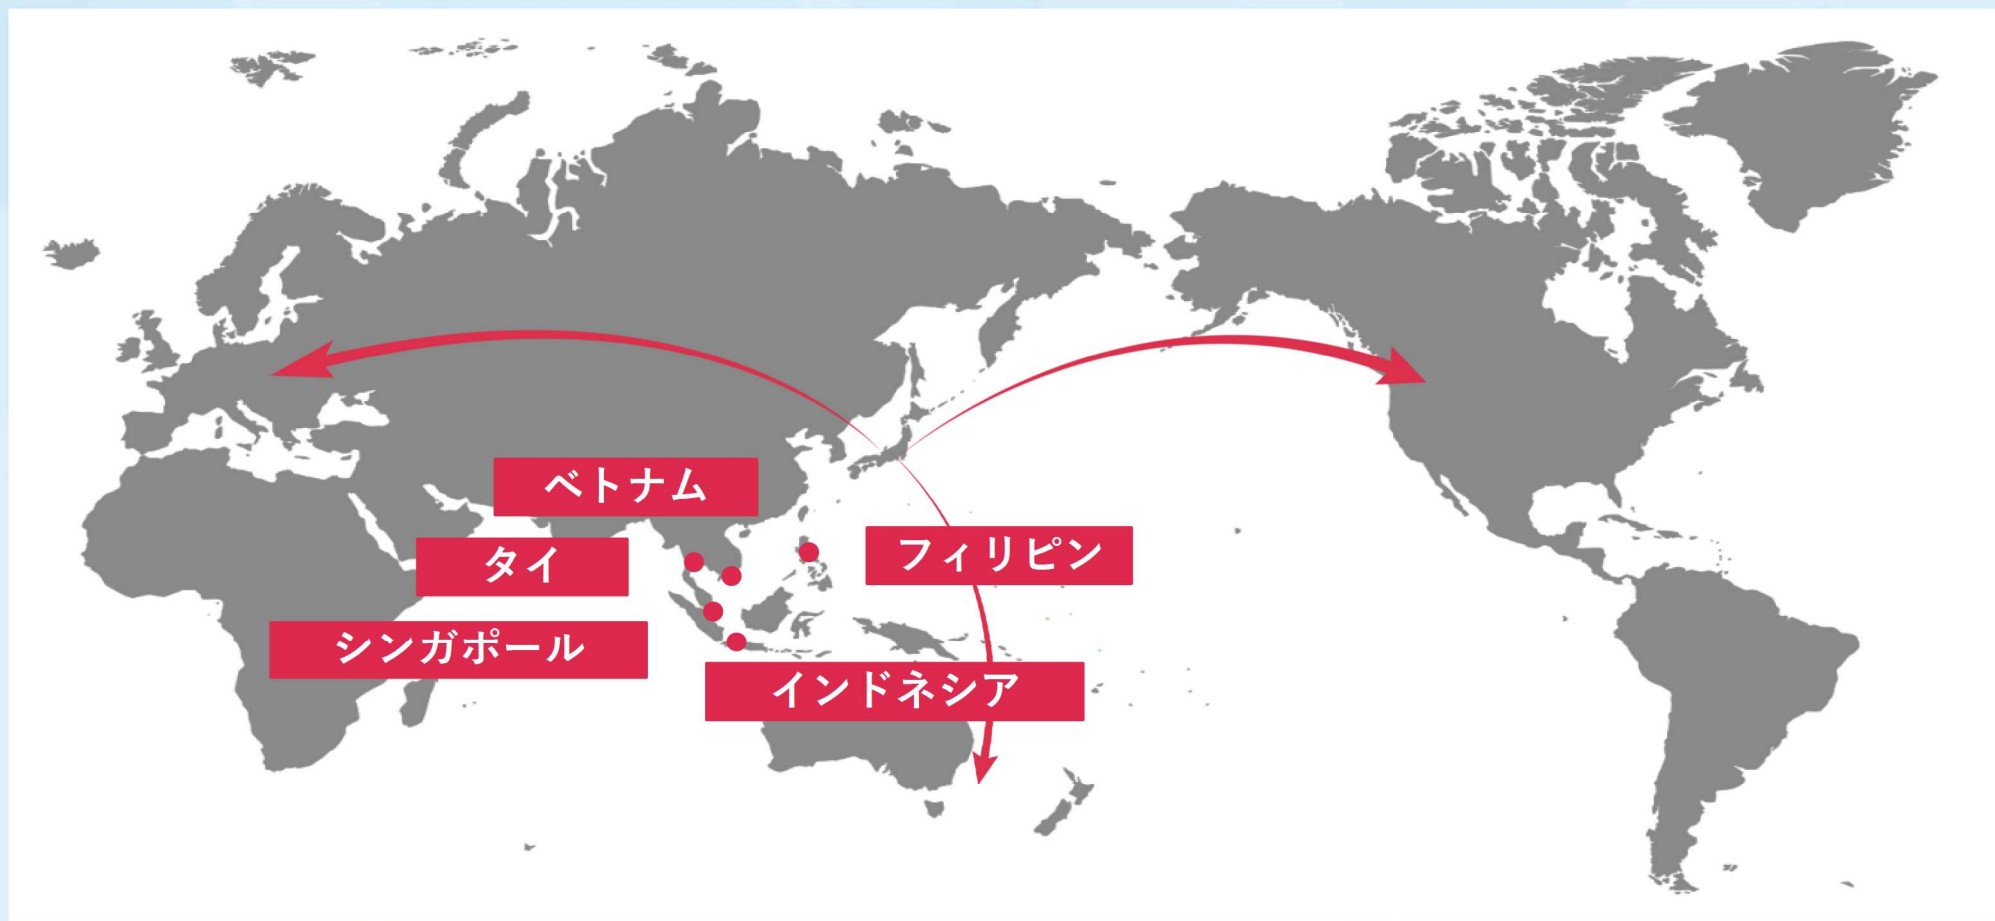 ベトナム
タイ
フィリピン
シンガポール
インドネシア